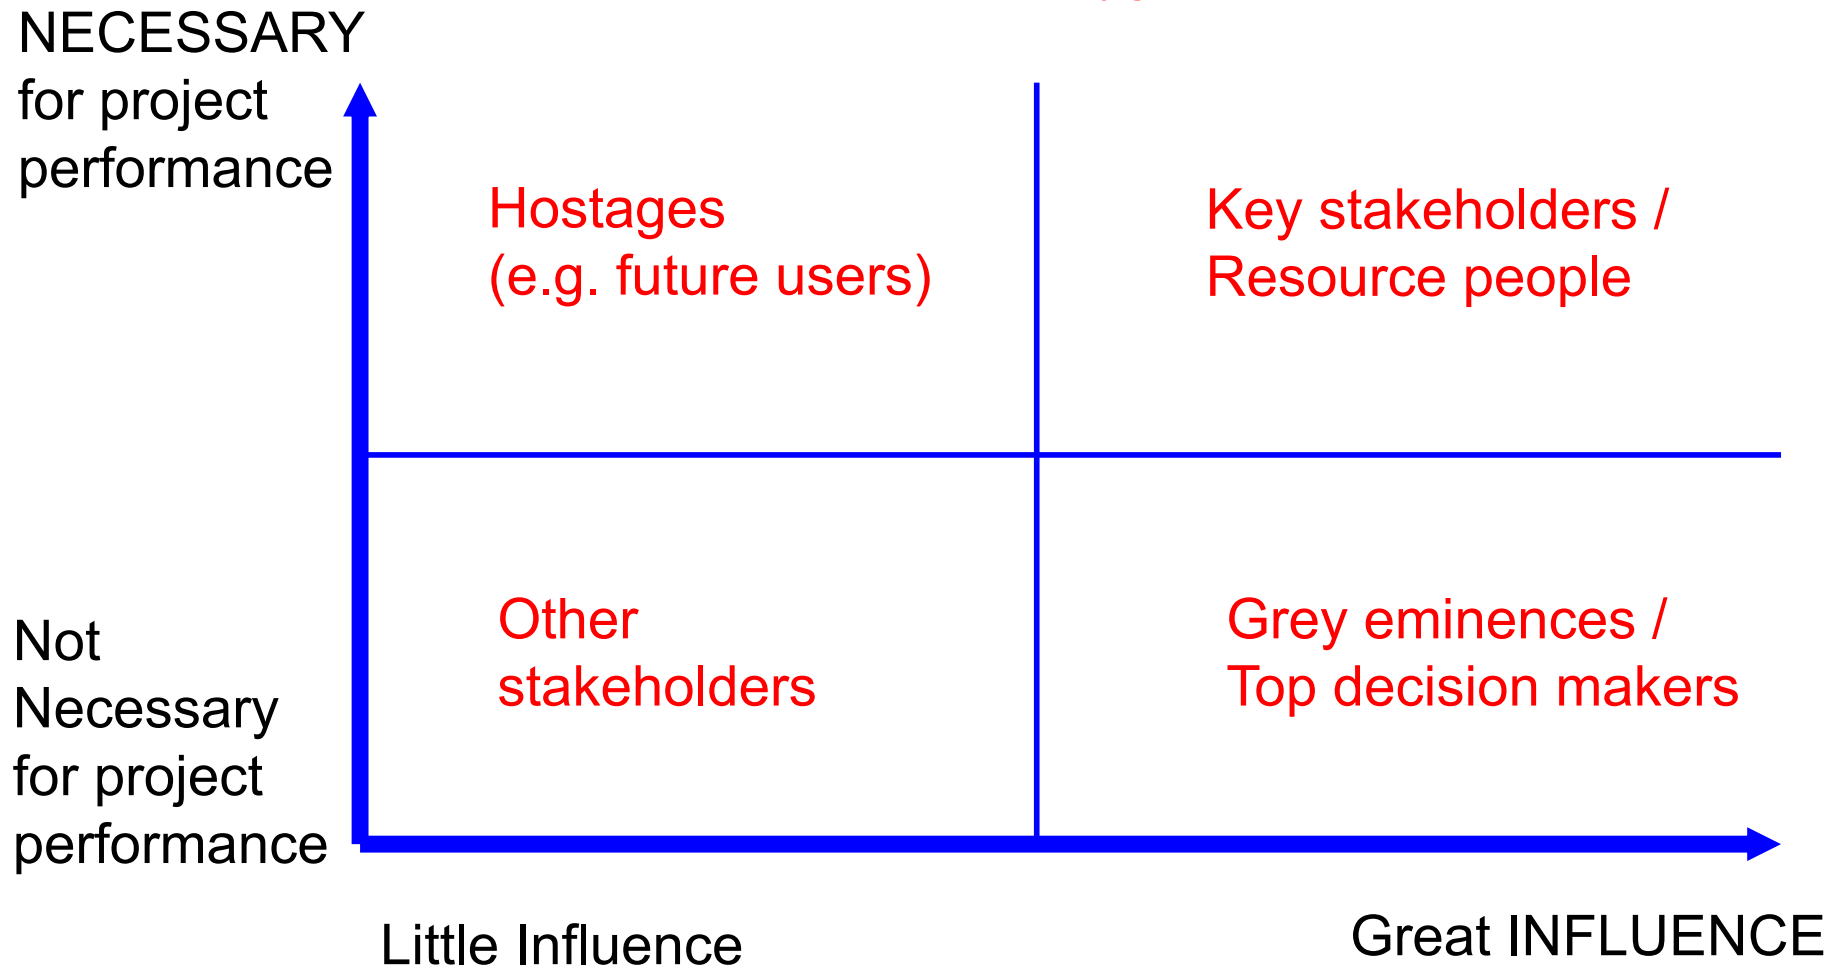 NECESSARY
for project
performance
Hostages
(e.g. future users)
Key stakeholders /
Resource people
Other
stakeholders
Grey eminences /
Top decision makers
Not
Necessary
for project
performance
Little Influence
Great INFLUENCE